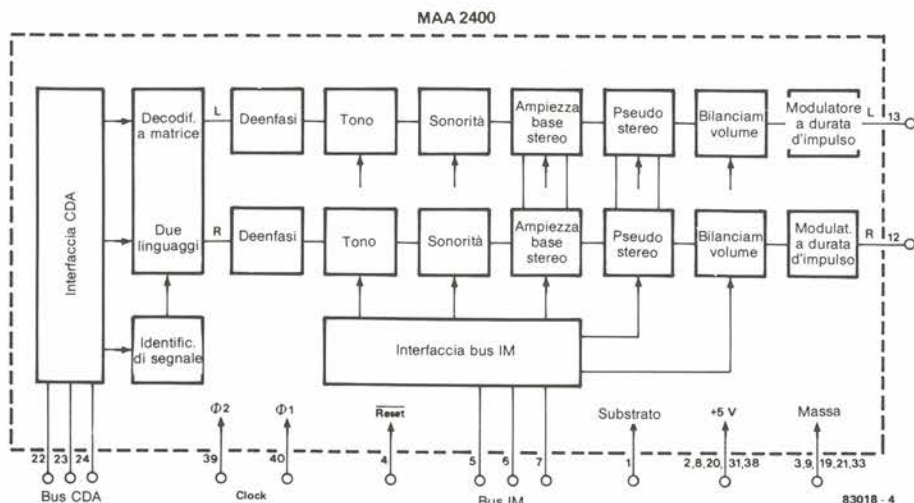 MAA 2400
Interfaccia CDA
Decodif.
a matrice
Due
linguaggi
L
Deenfasi
Tono
Sonorità
Ampiezza
base
stereo
Pseudo
stereo
Bilanciam
volume
Modulatore
a durata
d'impulso
L
13
R
Deenfasi
Tono
Sonorità
Ampiezza
base
stereo
Pseudo
stereo
Bilanciam
volume
Modulat.
a durata
d'impulso
R
12
Identific.
di segnale
Interfaccia bus IM
Φ2
Φ1
Reset
Substrato
+5 V
Massa
22
23
24
39
40
4
5
6
7
1
2,8,20, 31,38
3,9, 19,21,33
Bus CDA
Clock
Bus IM
83018 - 4